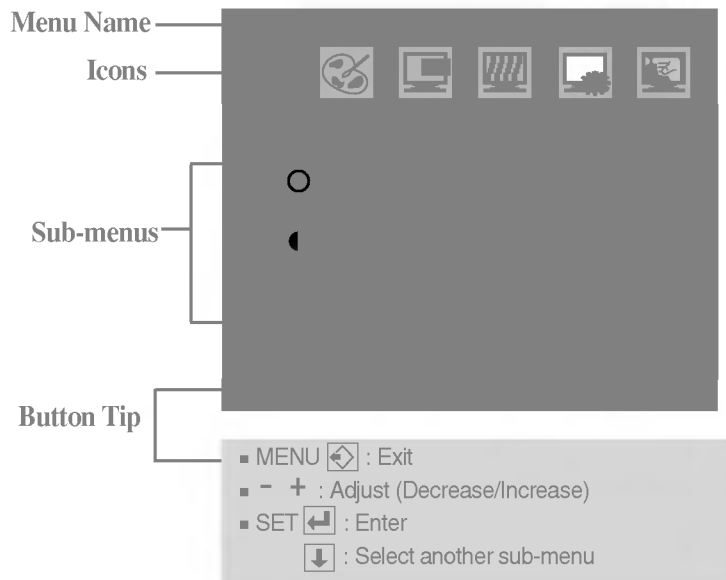 Menu Name
Icons
Sub-menus
Button Tip
MENU : Exit
- + : Adjust (Decrease/Increase)
SET : Enter
: Select another sub-menu